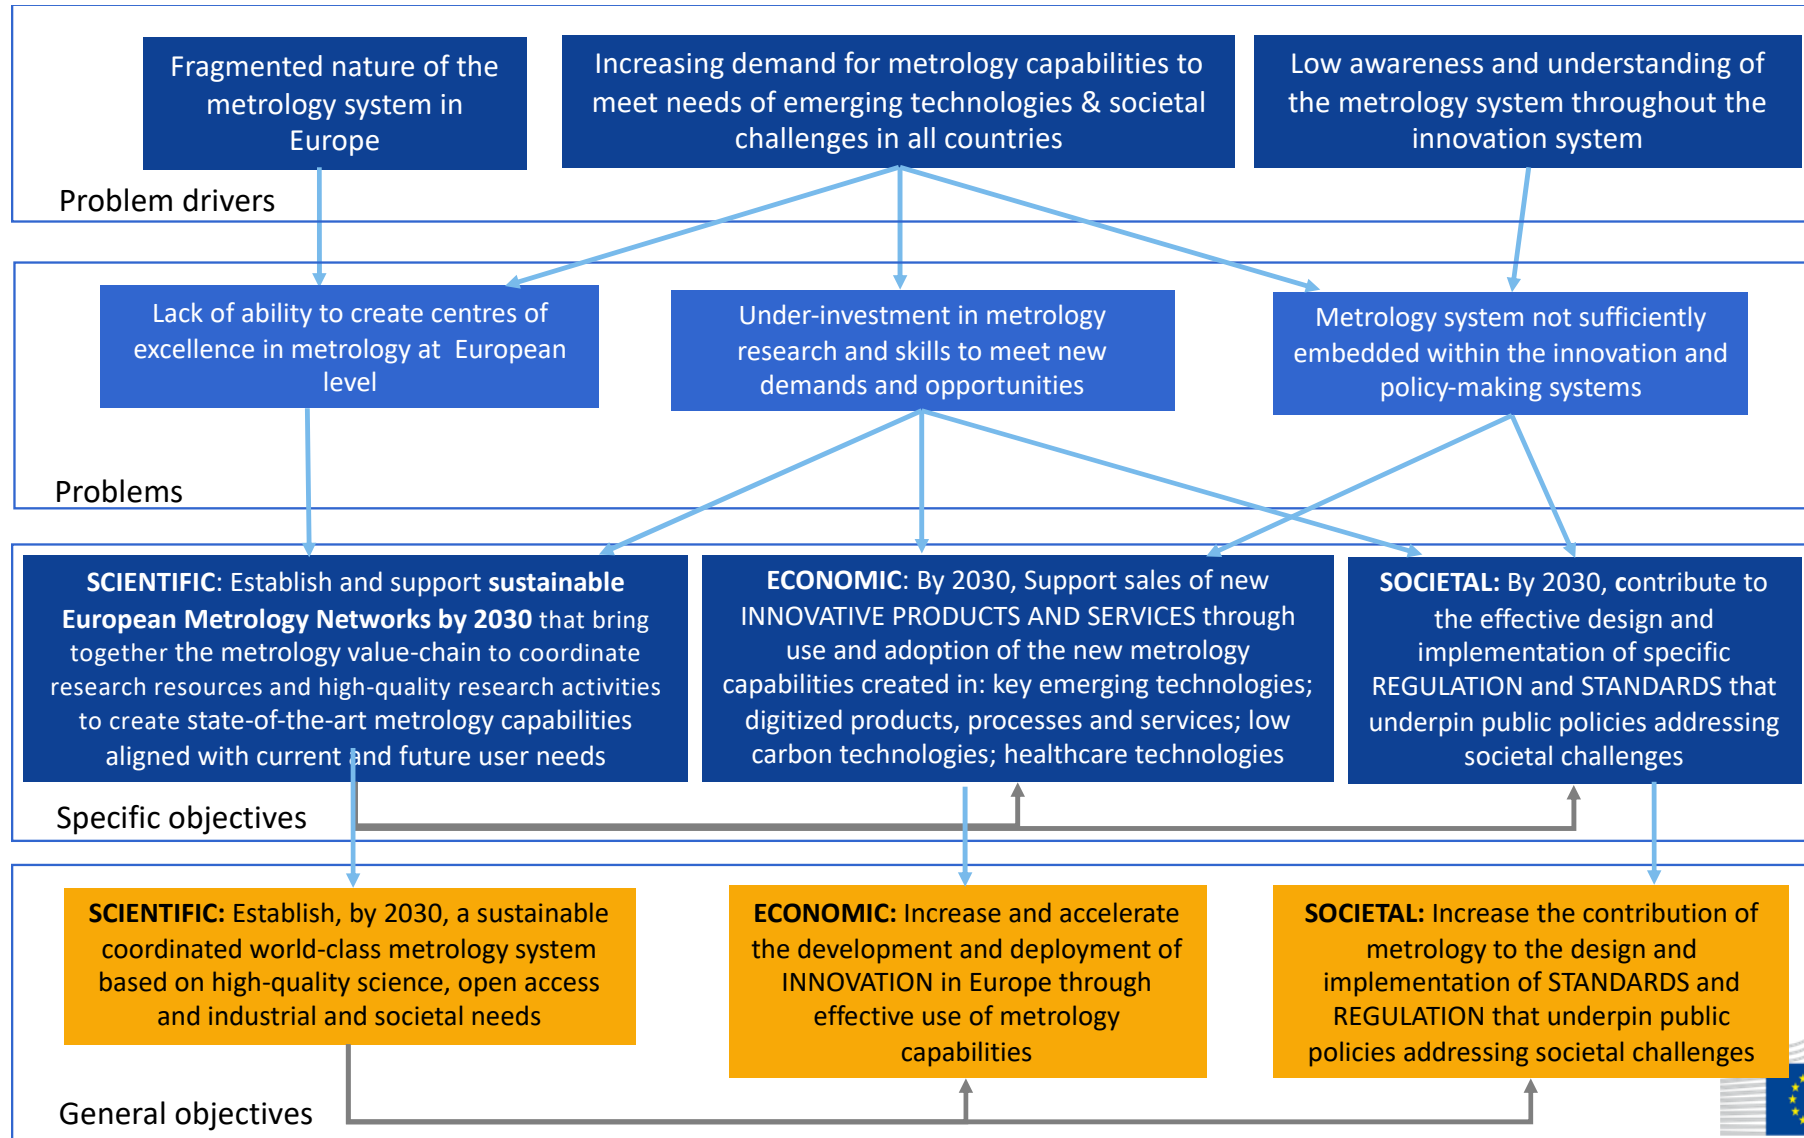 Fragmented nature of the
metrology system in
Europe
Increasing demand for metrology capabilities to
meet needs of emerging technologies & societal
challenges in all countries
Low awareness and understanding of
the metrology system throughout the
innovation system
Problem drivers
Lack of ability to create centres of
excellence in metrology at European
level
Under-investment in metrology
research and skills to meet new
demands and opportunities
Metrology system not sufficiently
embedded within the innovation and
policy-making systems
Problems
SCIENTIFIC: Establish and support sustainable
European Metrology Networks by 2030 that bring
together the metrology value-chain to coordinate
research resources and high-quality research activities
to create state-of-the-art metrology capabilities
aligned with current and future user needs
ECONOMIC: By 2030, Support sales of new
INNOVATIVE PRODUCTS AND SERVICES through
use and adoption of the new metrology
capabilities created in: key emerging technologies;
digitized products, processes and services; low
carbon technologies; healthcare technologies
SOCIETAL: By 2030, contribute to
the effective design and
implementation of specific
REGULATION and STANDARDS that
underpin public policies addressing
societal challenges
Specific objectives
SCIENTIFIC: Establish, by 2030, a sustainable
coordinated world-class metrology system
based on high-quality science, open access
and industrial and societal needs
ECONOMIC: Increase and accelerate
the development and deployment of
INNOVATION in Europe through
effective use of metrology
capabilities
SOCIETAL: Increase the contribution of
metrology to the design and
implementation of STANDARDS and
REGULATION that underpin public
policies addressing societal challenges
General objectives